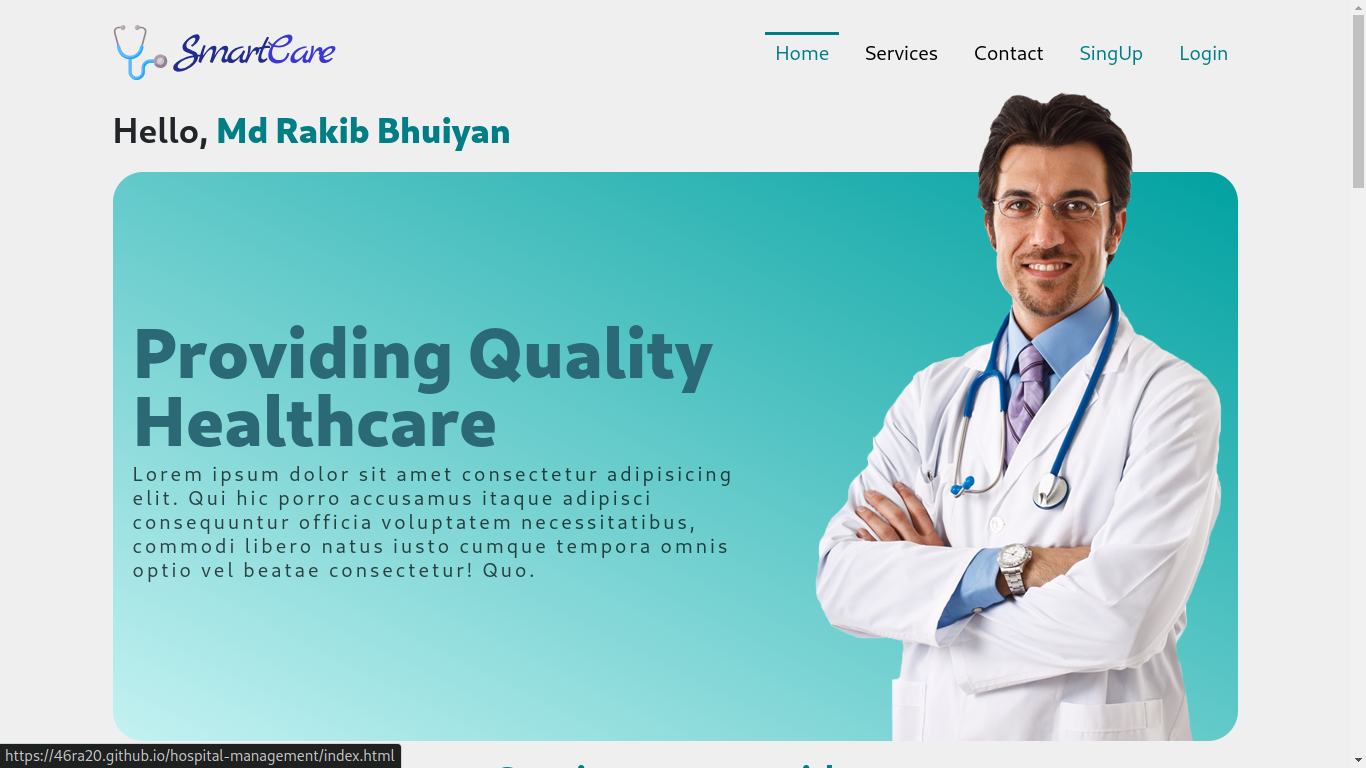 SmartCare
Home Services Contact SingUp Login
Hello, Md Rakib Bhuiyan
Providing Quality
Healthcare
Lorem ipsum dolor sit amet consectetur adipisicing
elit. Qui hic porro accusamus itaque adipisci
consequuntur officia voluptatem necessitatibus,
commodi libero natus iusto cumque tempora omnis
optio vel beatae consectetur! Quo.
https://46ra20.github.io/hospital-management/index.html